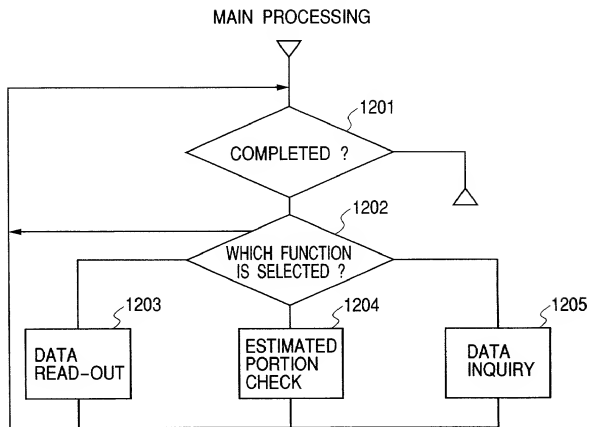 MAIN PROCESSING
1201
COMPLETED ?
1202
WHICH FUNCTION
IS SELECTED ?
1203
DATA
READ-OUT
1204
ESTIMATED
PORTION
CHECK
1205
DATA
INQUIRY